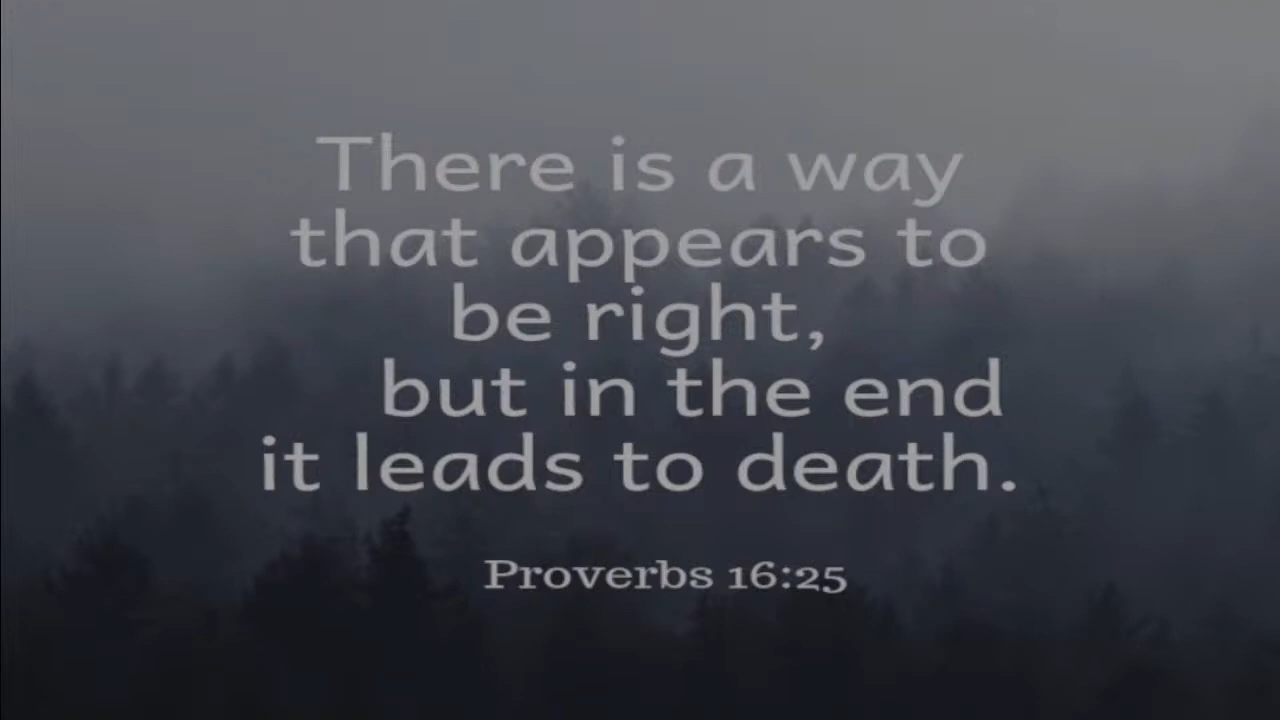 There is a way
that appears to
be right,
but in the end
it leads to death.
Proverbs 16:25